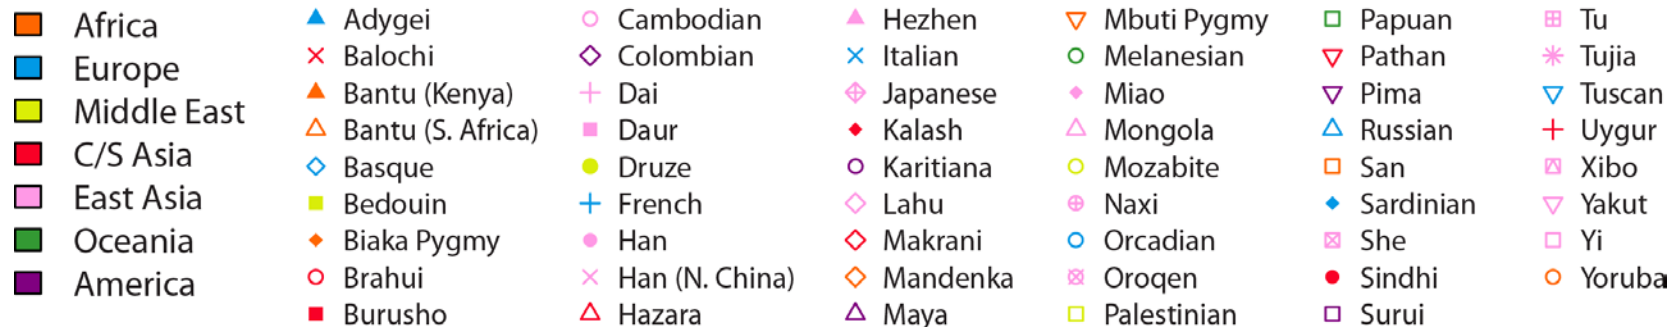 Africa
Europe
Middle East
C/S Asia
East Asia
Oceania
America
Adygei
Balochi
Bantu (Kenya)
Bantu (S. Africa)
Basque
Bedouin
Biaka Pygmy
Brahui
Burusho
Cambodian
Colombian
Dai
Daur
Druze
French
Han
Han (N. China)
Hazara
Hezhen
Italian
Japanese
Kalash
Karitiana
Lahu
Makrani
Mandenka
Maya
Mbuti Pygmy
Melanesian
Miao
Mongola
Mozabite
Naxi
Orcadian
Oroqen
Palestinian
Papuan
Pathan
Pima
Russian
San
Sardinian
She
Sindhi
Surui
Tu
Tujia
Tuscan
Uygur
Xibo
Yakut
Yi
Yoruba